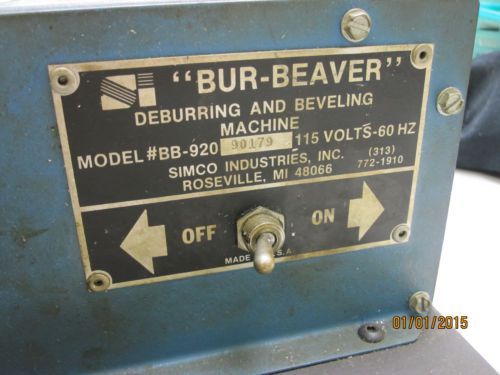 "BUR-BEAVER"
DEBURRING AND BEVELING
MACHINE
MODEL #BB-920 90179 115 VOLTS-60 HZ
SIMCO INDUSTRIES, INC. (313)
ROSEVILLE, MI 48066 772-1910
OFF ON
MADE U.S.A.
01/01/2015